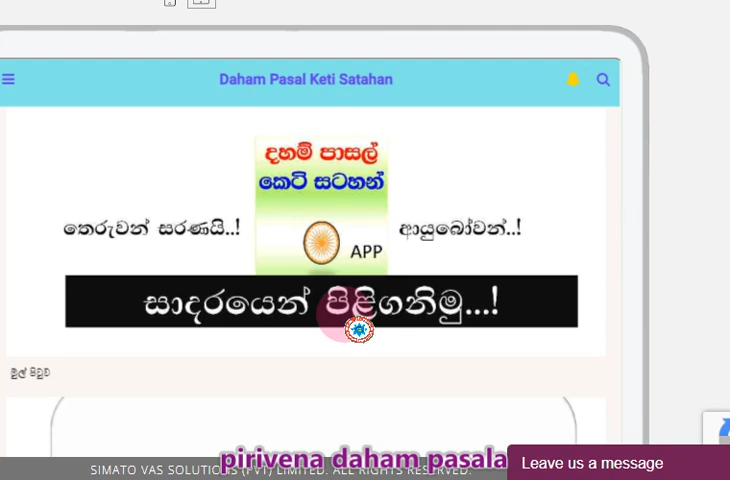 Daham Pasal Keti Satahan
දහම් පාසල්
කෙටි සටහන්
තෙරුවන් සරණයි..!
ආයුබෝවන්..!
APP
සාදරයෙන් පිළිගනිමු...!
මුල් පිටුව
pirivena daham pasala
SIMATO VAS SOLUTIONS (PVT) LIMITED. ALL RIGHTS RESERVED.
Leave us a message